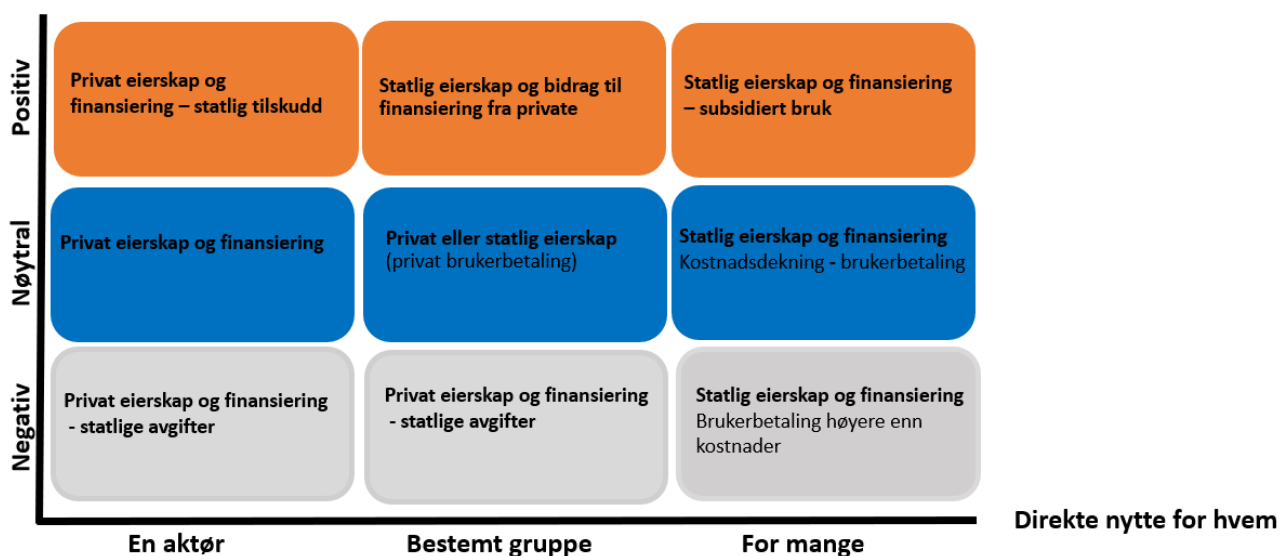 Positiv
Privat eierskap og
finansiering – statlig tilskudd
Statlig eierskap og bidrag til
finansiering fra private
Statlig eierskap og finansiering
– subsidiert bruk
Nøytral
Privat eierskap og finansiering
Privat eller statlig eierskap
(privat brukerbetaling)
Statlig eierskap og finansiering
Kostnadsdekning - brukerbetaling
Negativ
Privat eierskap og finansiering
- statlige avgifter
Privat eierskap og finansiering
- statlige avgifter
Statlig eierskap og finansiering
Brukerbetaling høyere enn
kostnader
En aktør
Bestemt gruppe
For mange
Direkte nytte for hvem